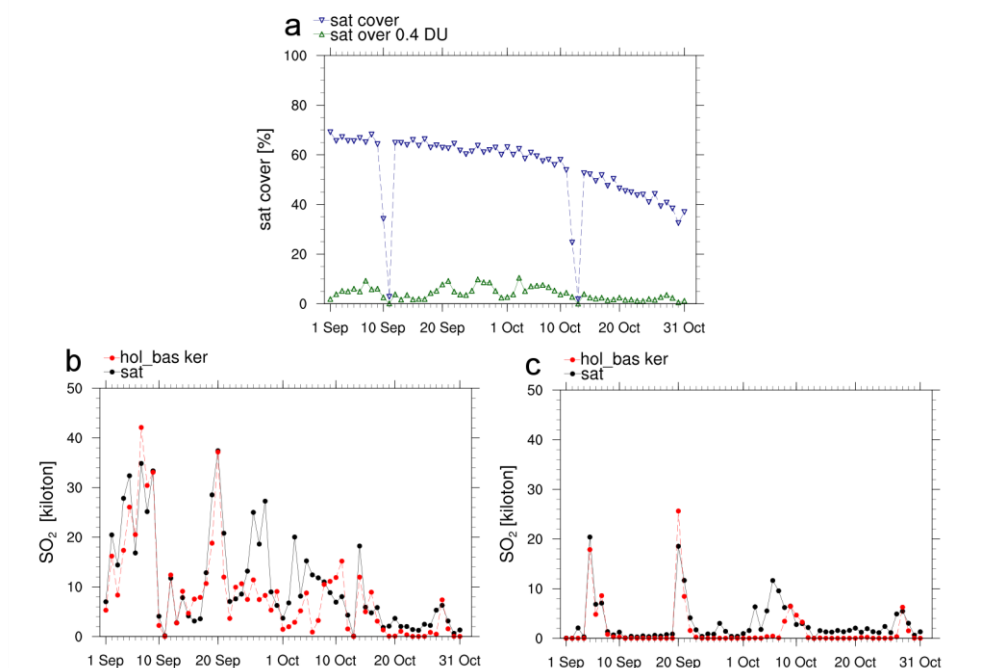 a
sat cover
sat over 0.4 DU
100
80
60
40
20
0
sat cover [%]
1 Sep 10 Sep 20 Sep 1 Oct 10 Oct 20 Oct 31 Oct
b
hol_bas ker
sat
50
40
30
20
10
0
SO₂ [kiloton]
1 Sep 10 Sep 20 Sep 1 Oct 10 Oct 20 Oct 31 Oct
c
hol_bas ker
sat
50
40
30
20
10
0
SO₂ [kiloton]
1 Sep 10 Sep 20 Sep 1 Oct 10 Oct 20 Oct 31 Oct